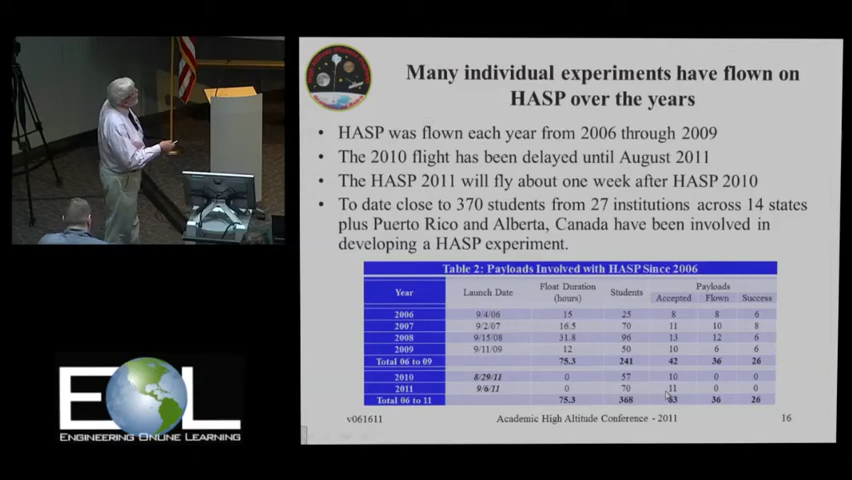 Many individual experiments have flown on
HASP over the years
• HASP was flown each year from 2006 through 2009
• The 2010 flight has been delayed until August 2011
• The HASP 2011 will fly about one week after HASP 2010
• To date close to 370 students from 27 institutions across 14 states
plus Puerto Rico and Alberta, Canada have been involved in
developing a HASP experiment.
Table 2: Payloads Involved with HASP Since 2006
Year Launch Date Float Duration (hours) Students Payloads
Accepted Flown Success
2006 9/4/06 15 25 8 8 6
2007 9/2/07 16.5 70 11 10 8
2008 9/15/08 31.8 96 13 12 6
2009 9/11/09 12 50 10 6 6
Total 06 to 09 75.3 241 42 36 26
2010 8/29/11 0 57 10 0 0
2011 9/6/11 0 70 11 0 0
Total 06 to 11 75.3 368 63 36 26
v061611 Academic High Altitude Conference - 2011 16
EOL
ENGINEERING ONLINE LEARNING